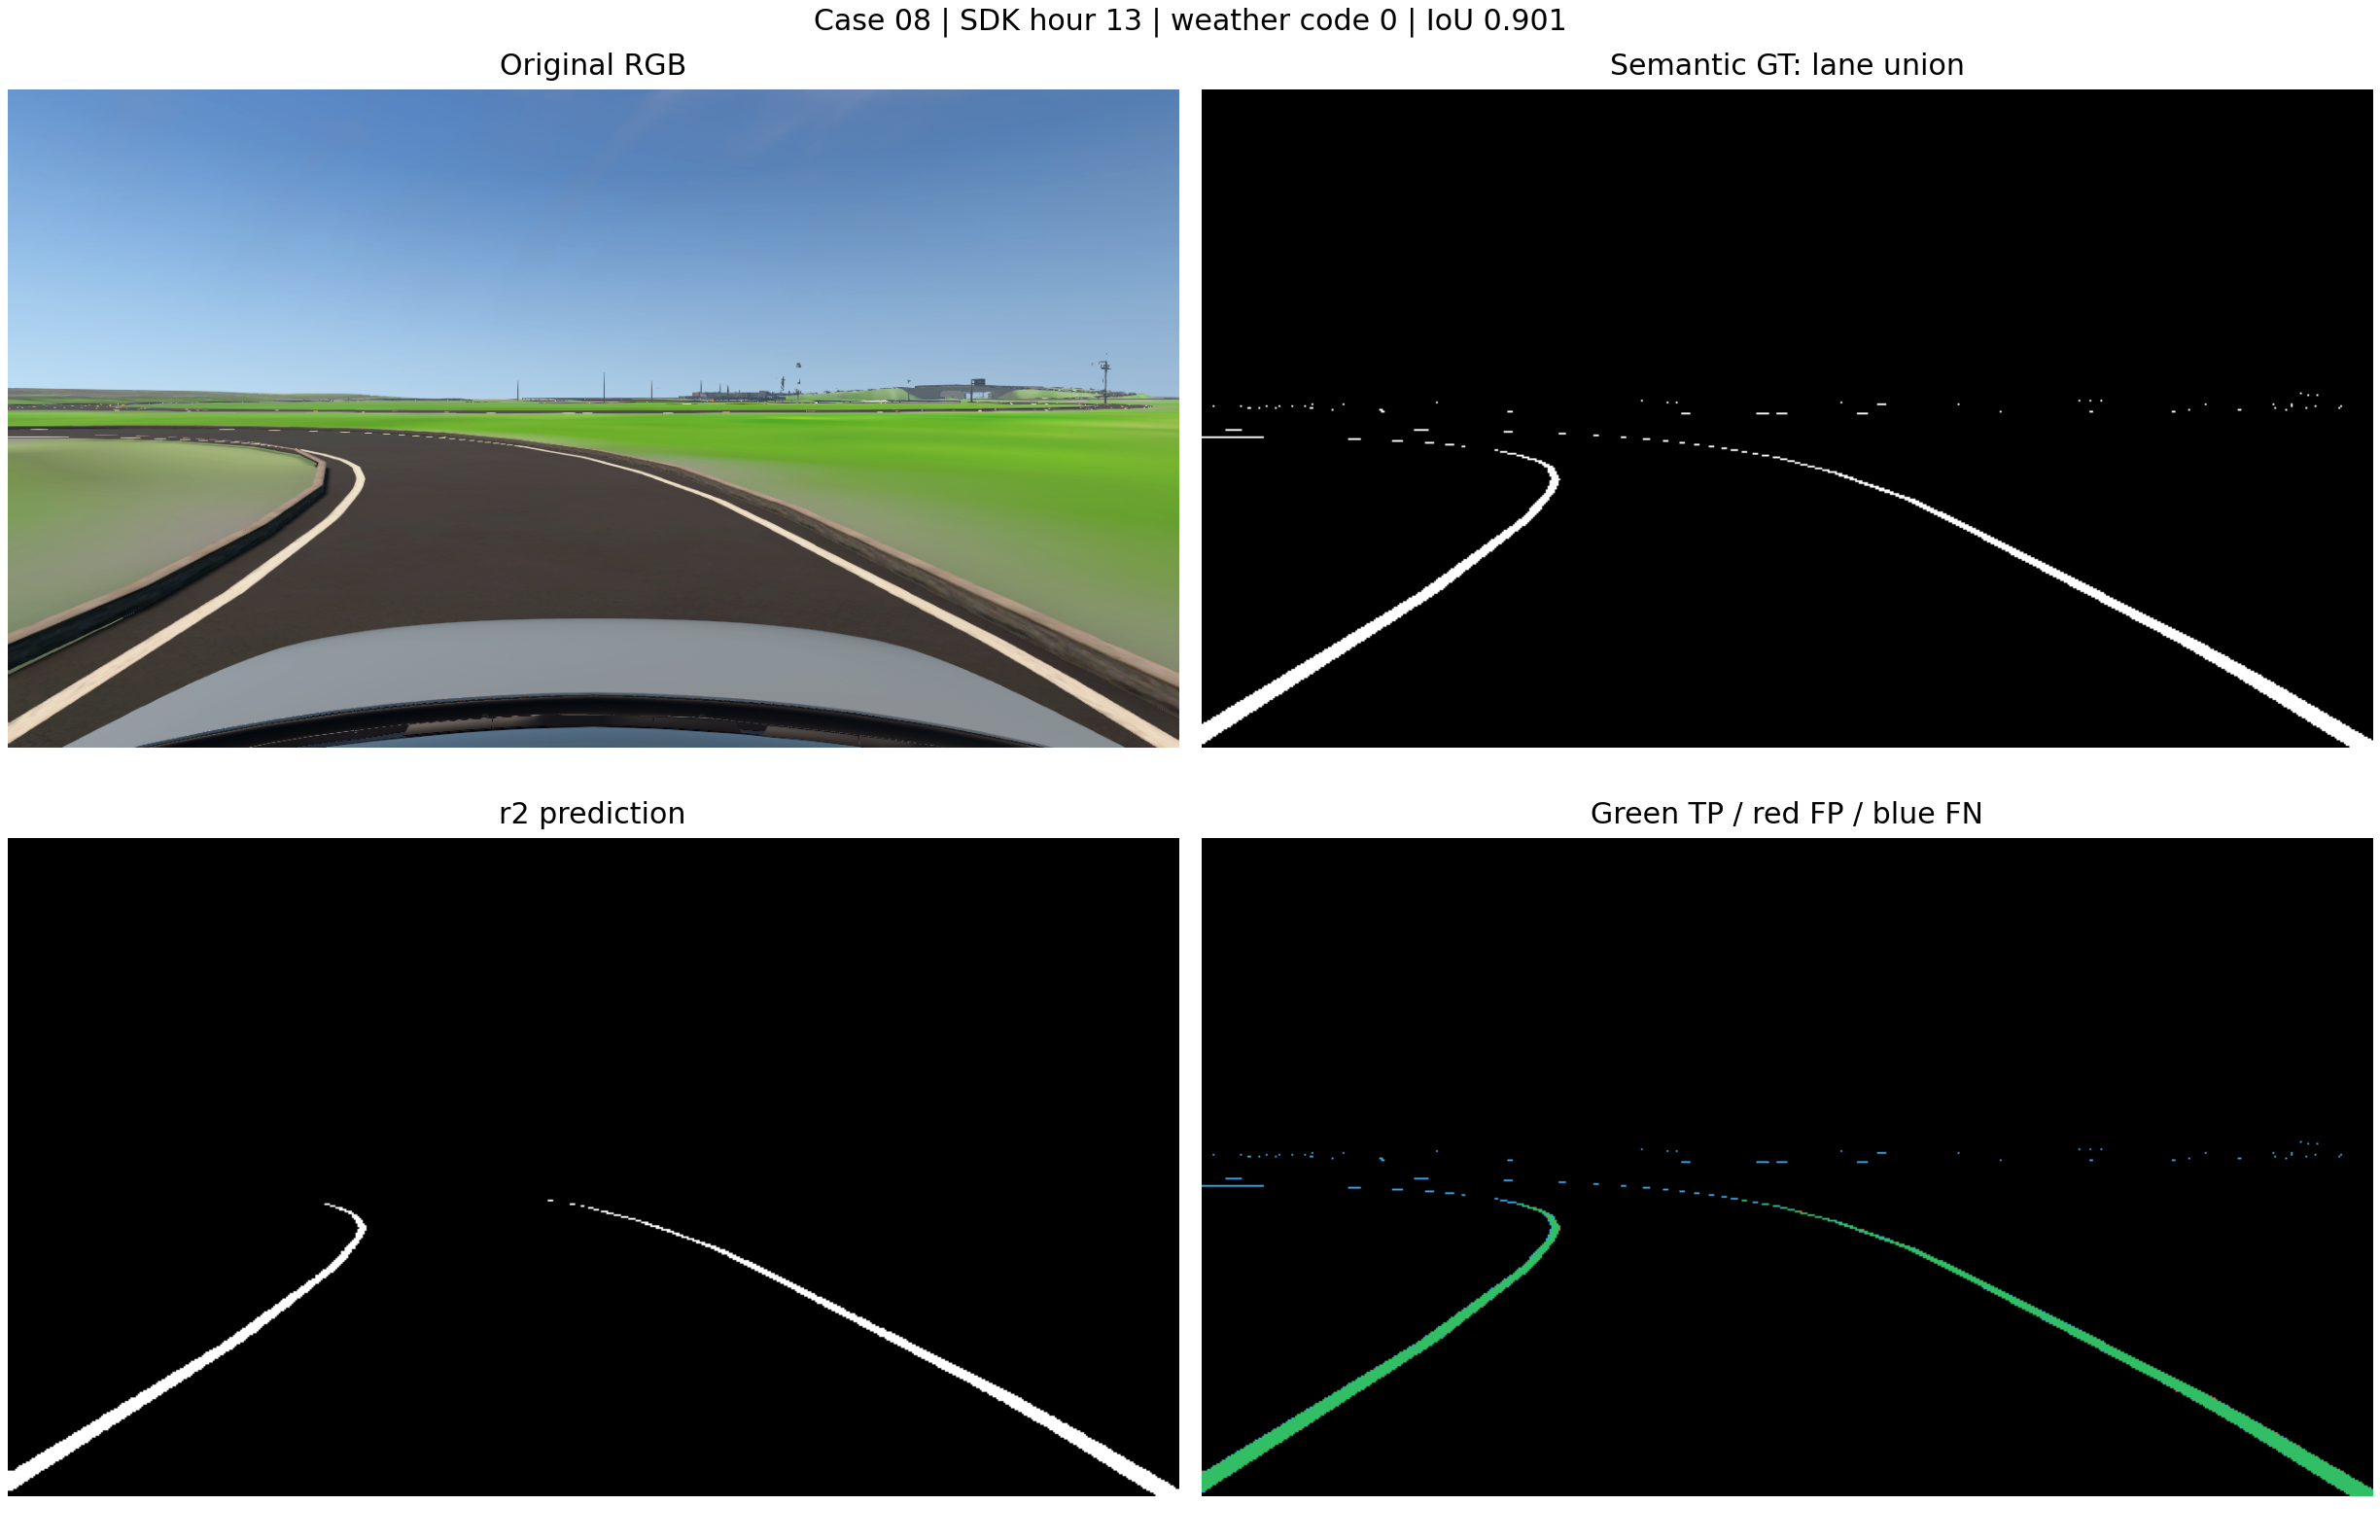 Case 08 | SDK hour 13 | weather code 0 | IoU 0.901
Original RGB
Semantic GT: lane union
r2 prediction
Green TP / red FP / blue FN